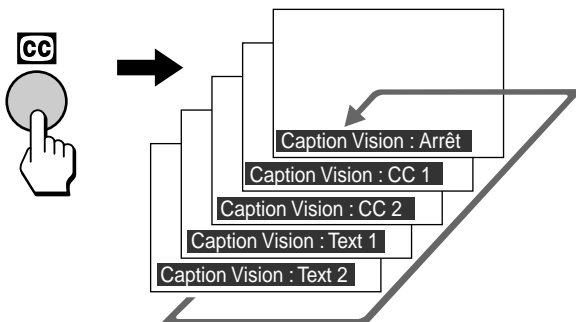 CC
Caption Vision : Arrêt
Caption Vision : CC 1
Caption Vision : CC 2
Caption Vision : Text 1
Caption Vision : Text 2